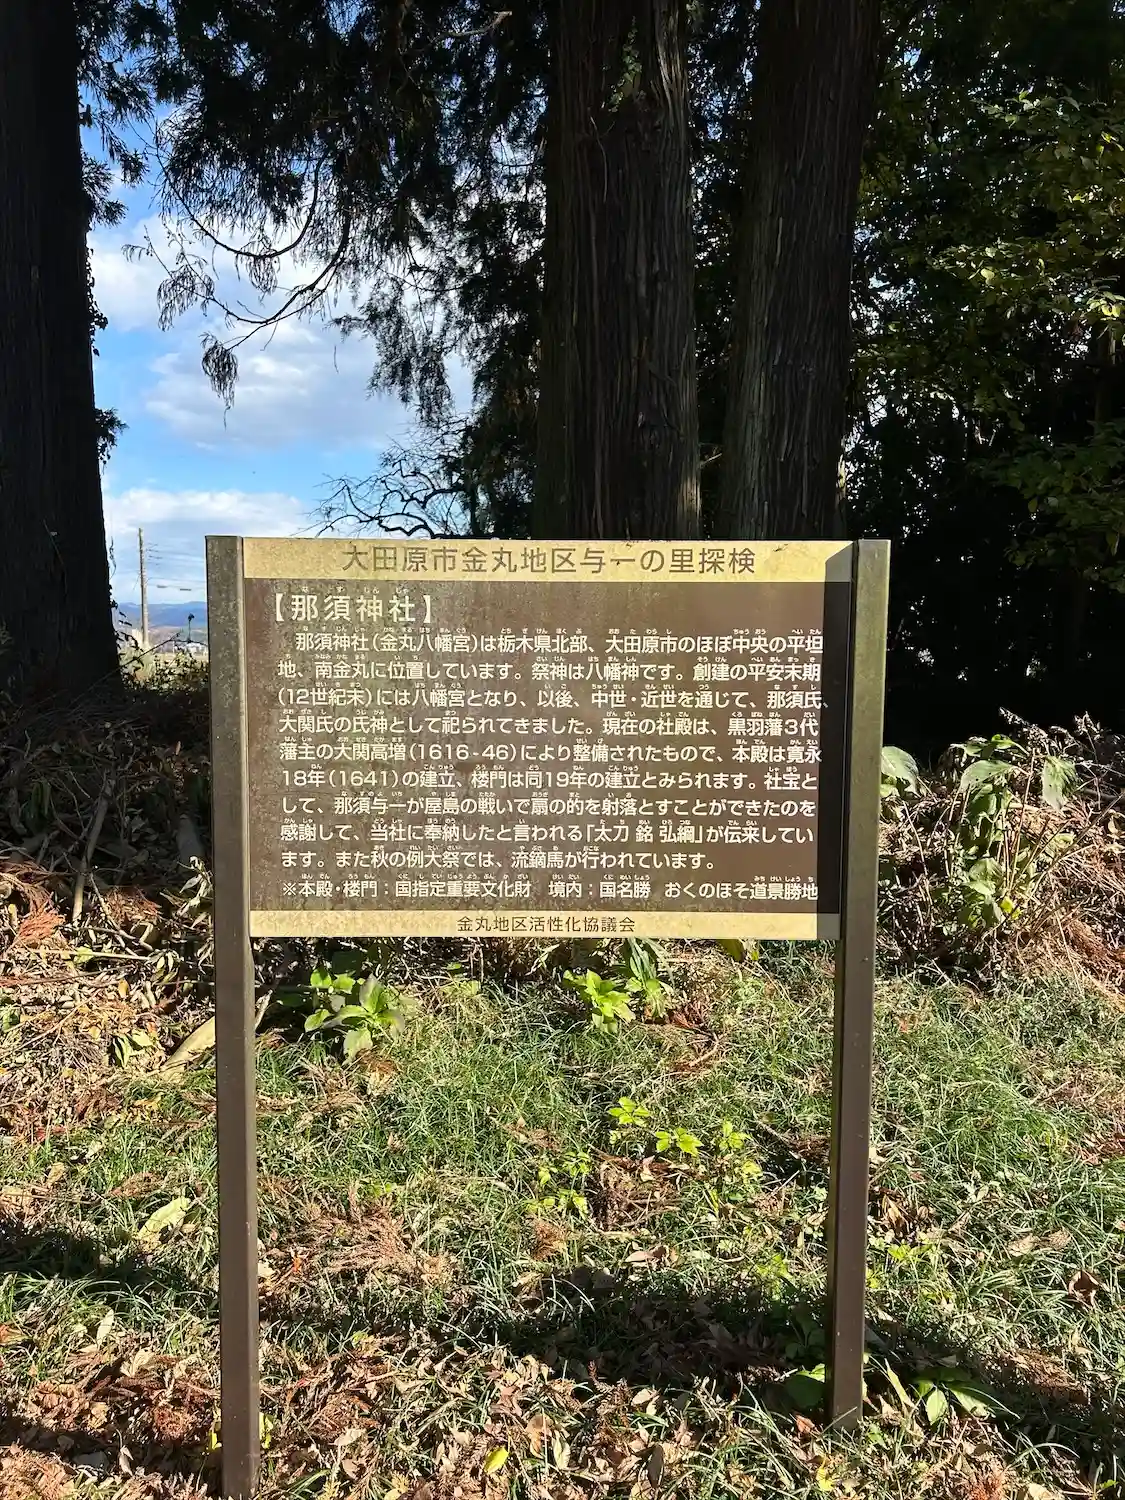 大田原市金丸地区与一の里探検
【那須神社】
那須神社(金丸八幡宮)は栃木県北部、大田原市のほぼ中央の平坦
地、南金丸に位置しています。祭神は八幡神です。創建の平安末期
(12世紀末)には八幡宮となり、以後、中世・近世を通じて、那須氏、
大関氏の氏神として祀られてきました。現在の社殿は、黒羽藩3代
藩主の大関高増(1616-46)により整備されたもので、本殿は寛永
18年(1641)の建立、楼門は同19年の建立とみられます。社宝と
して、那須与一が屋島の戦いで扇の的を射落とすことができたのを
感謝して、当社に奉納したと言われる「太刀 銘 弘綱」が伝来してい
ます。また秋の例大祭では、流鏑馬が行われています。
※本殿・楼門:国指定重要文化財 境内:国名勝 おくのほそ道景勝地
金丸地区活性化協議会